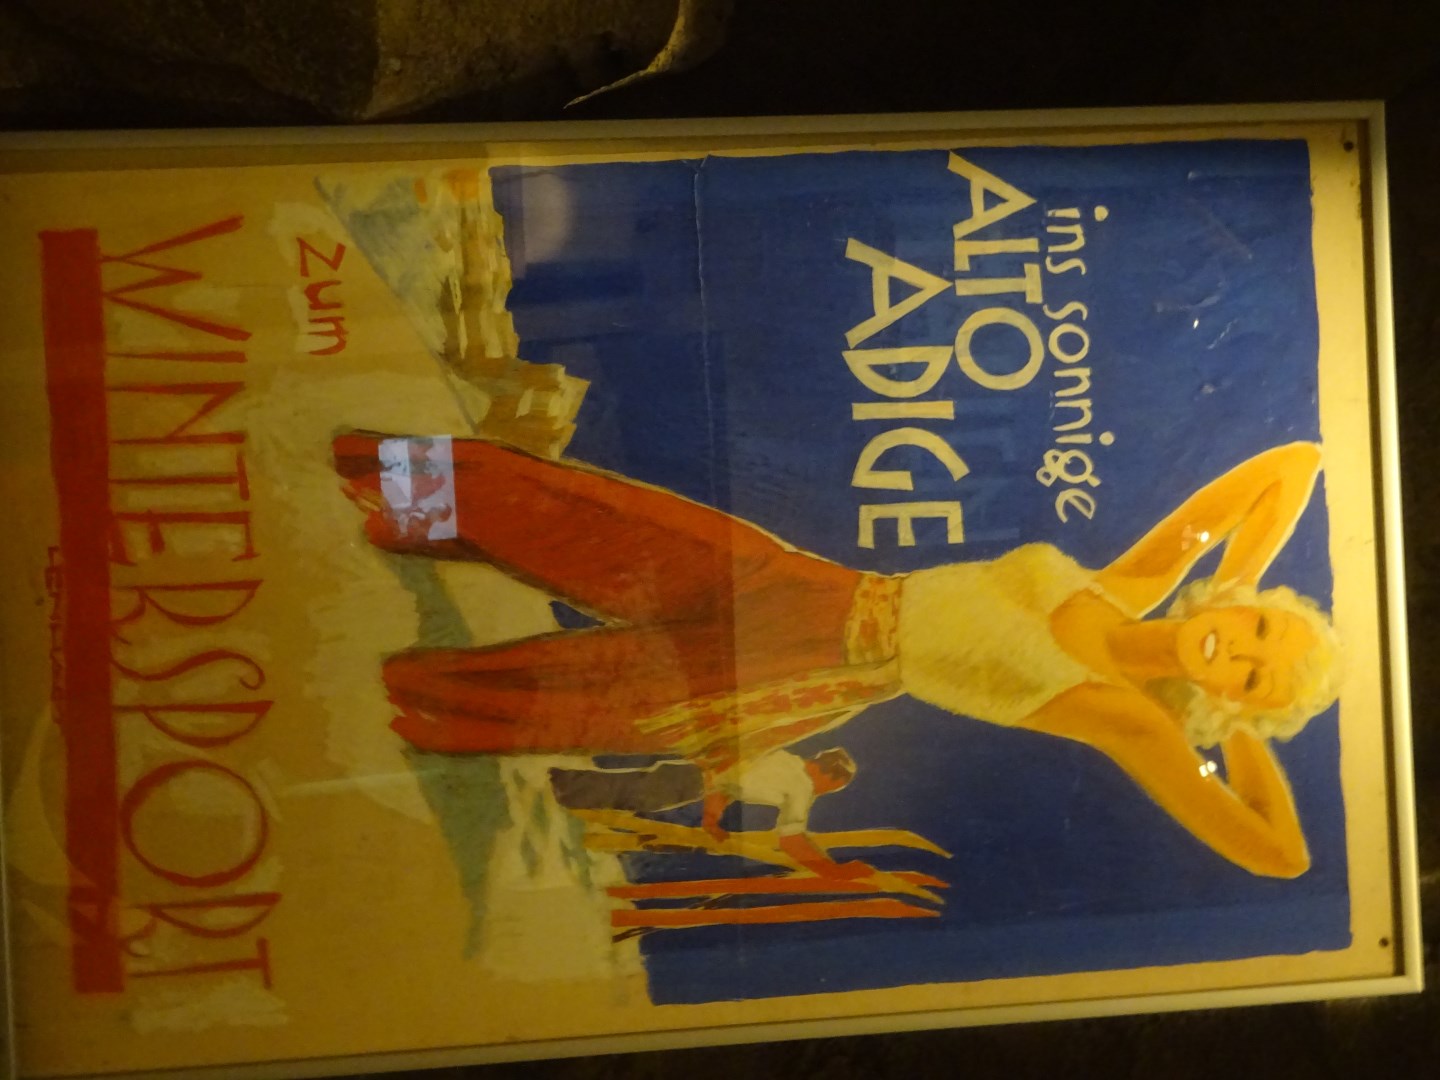 ins sonnige
ALTO
ADIGE
zum
WINTERSPORT